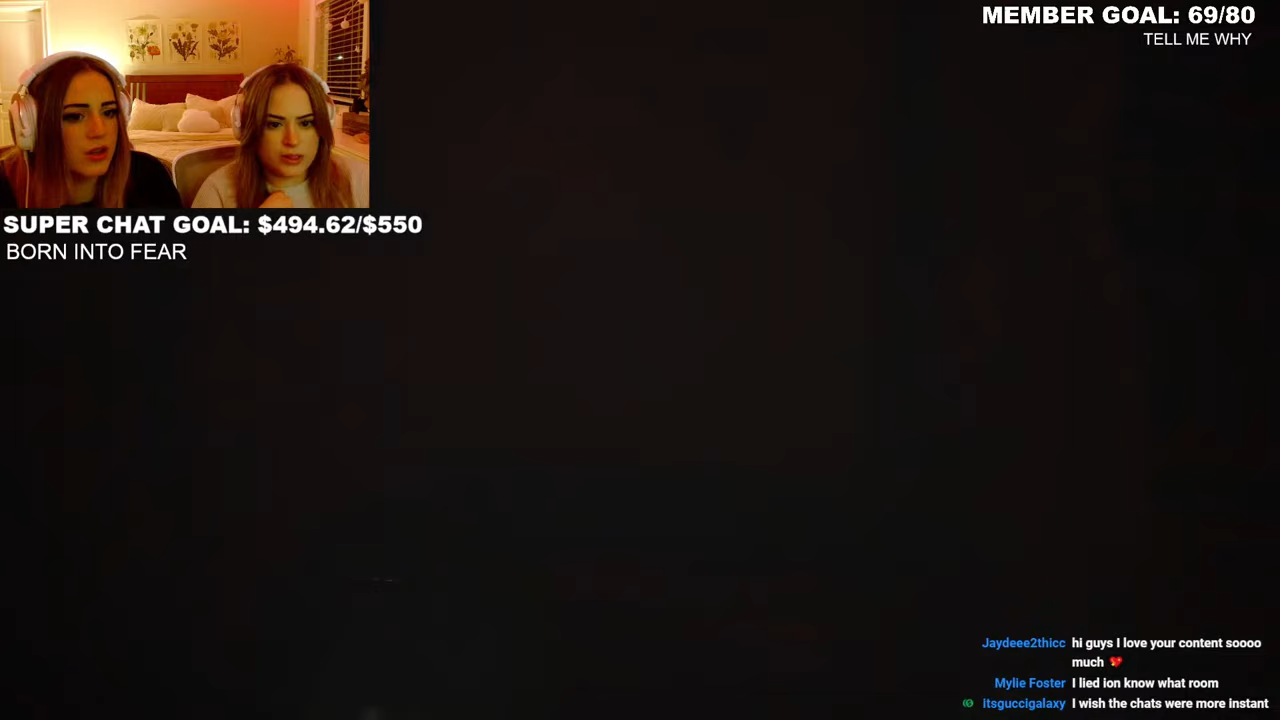 MEMBER GOAL: 69/80
TELL ME WHY
SUPER CHAT GOAL: $494.62/$550
BORN INTO FEAR
Jaydeee2thicc hi guys I love your content soooo
much
Mylie Foster I lied ion know what room
itsguccigalaxy I wish the chats were more instant